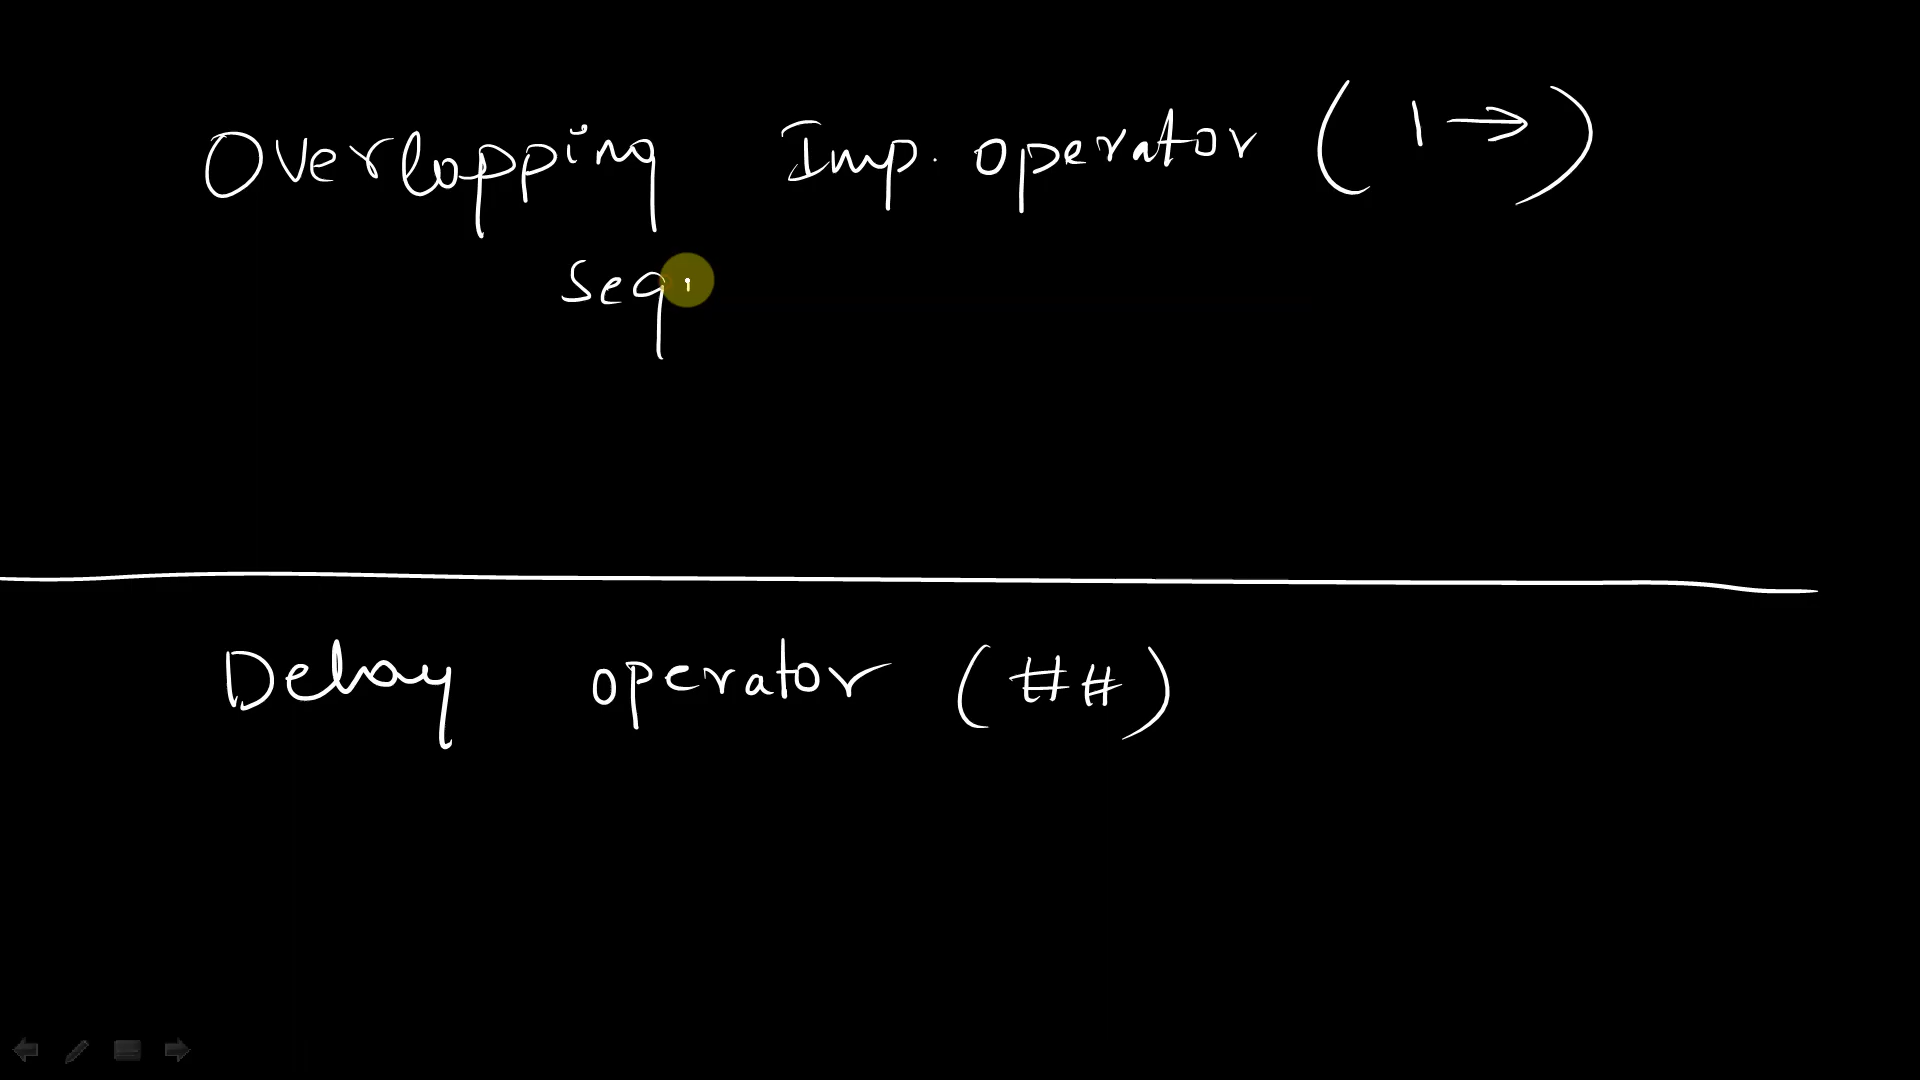 Overlapping Imp. operator (|→)
seq.
Delay operator (##)